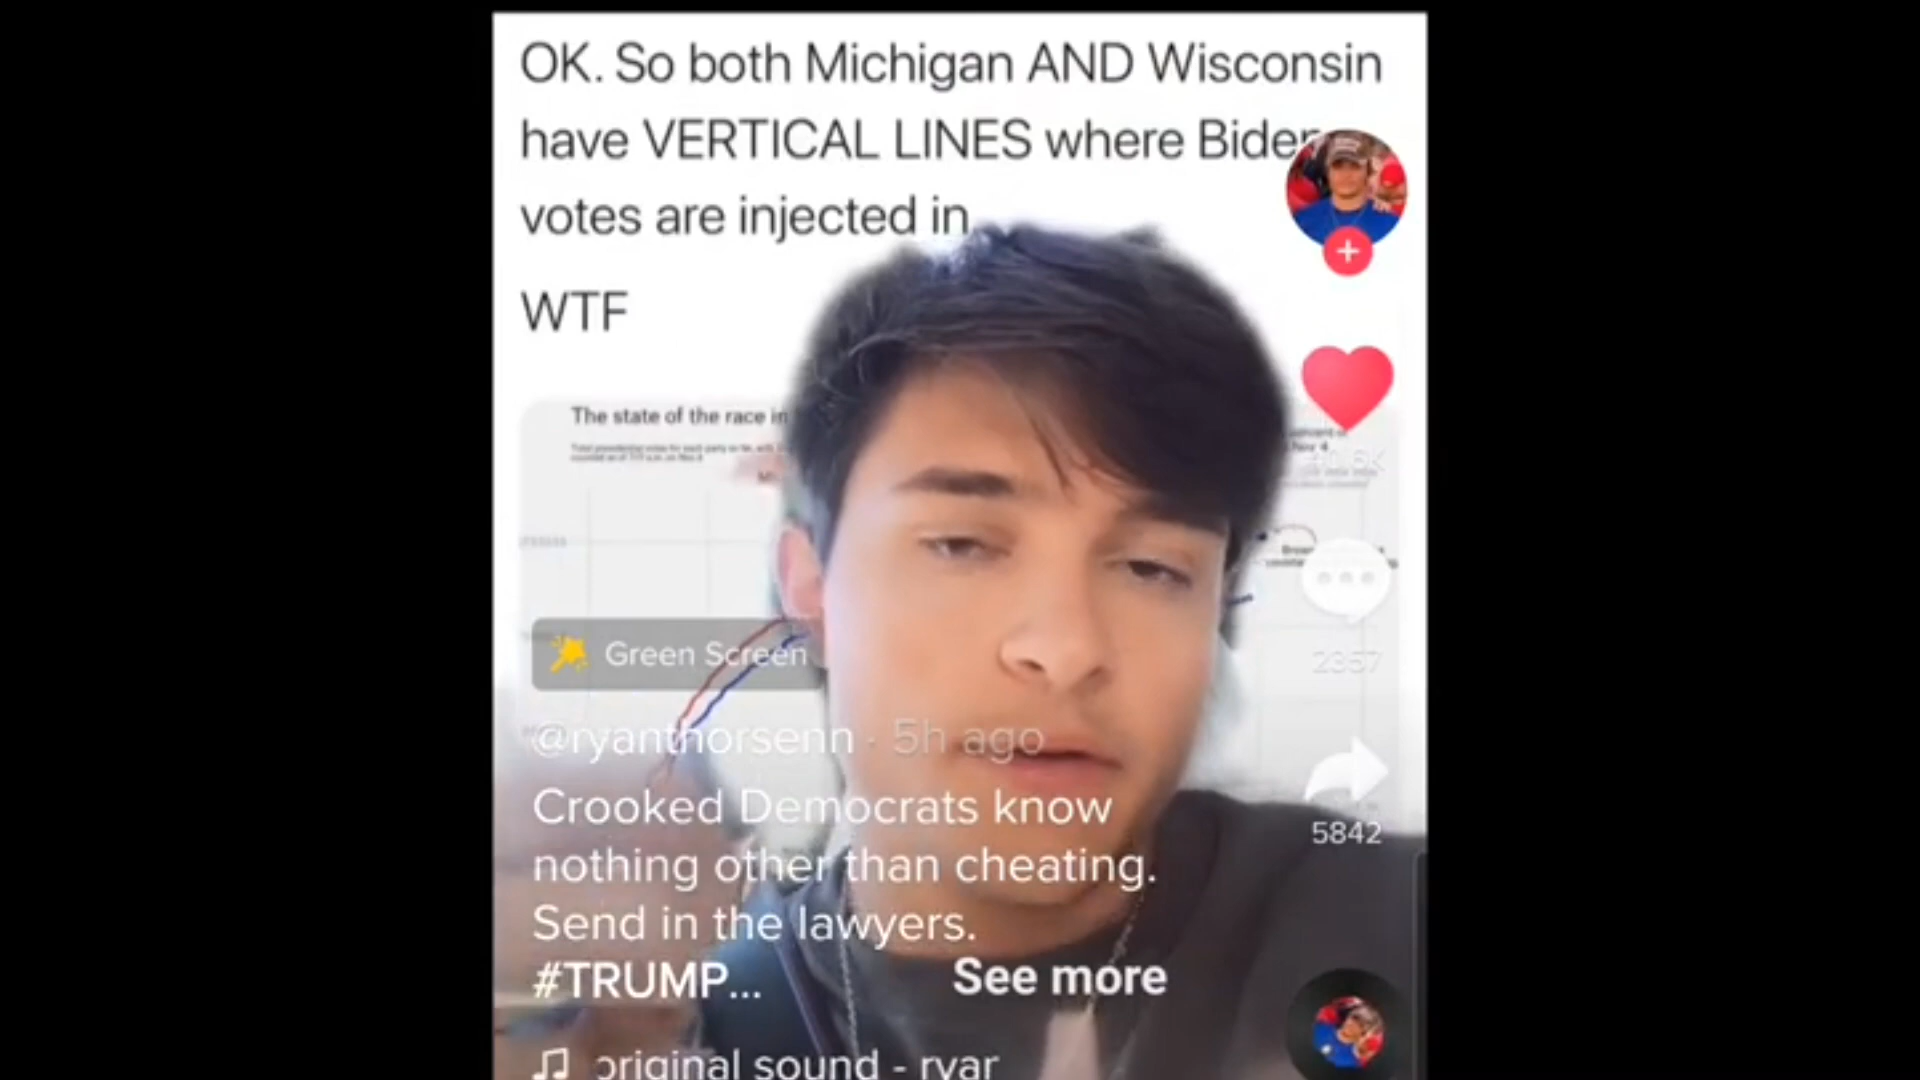 OK. So both Michigan AND Wisconsin
have VERTICAL LINES where Biden
votes are injected in
WTF
The state of the race in
Nov 4
Green Screen
2357
@ryanthorsenn · 5h ago
Crooked Democrats know
nothing other than cheating.
Send in the lawyers.
#TRUMP...
See more
5842
original sound - ryan